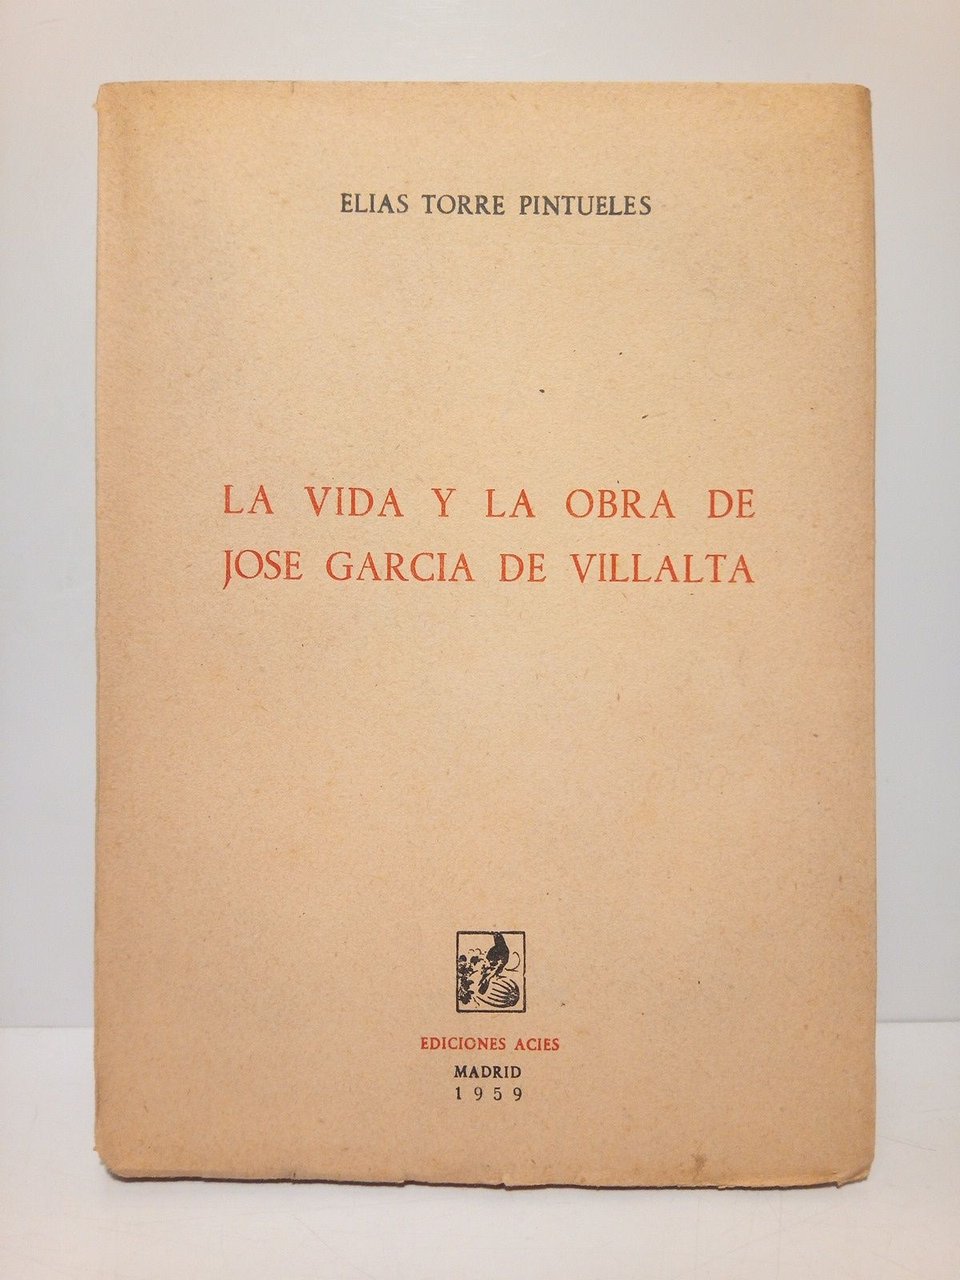 ELIAS TORRE PINTUELES
LA VIDA Y LA OBRA DE
JOSE GARCIA DE VILLALTA
EDICIONES ACIES
MADRID
1959